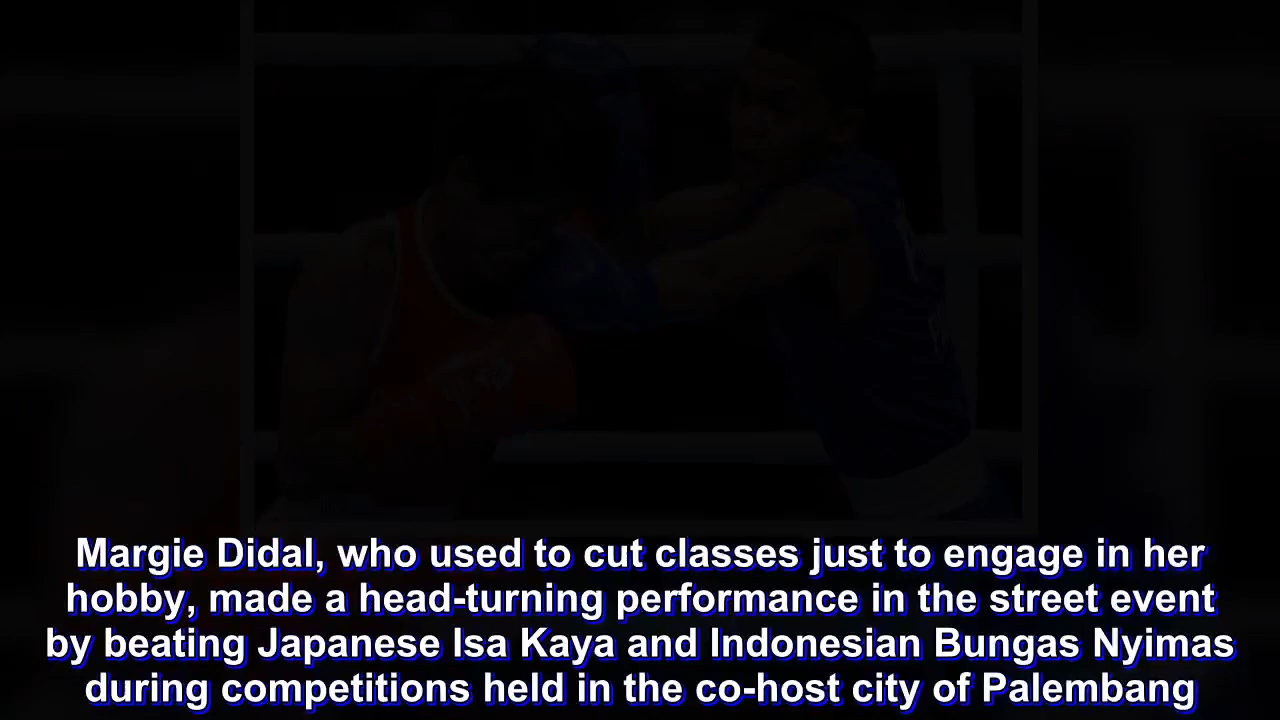 Margie Didal, who used to cut classes just to engage in her
hobby, made a head-turning performance in the street event
by beating Japanese Isa Kaya and Indonesian Bungas Nyimas
during competitions held in the co-host city of Palembang